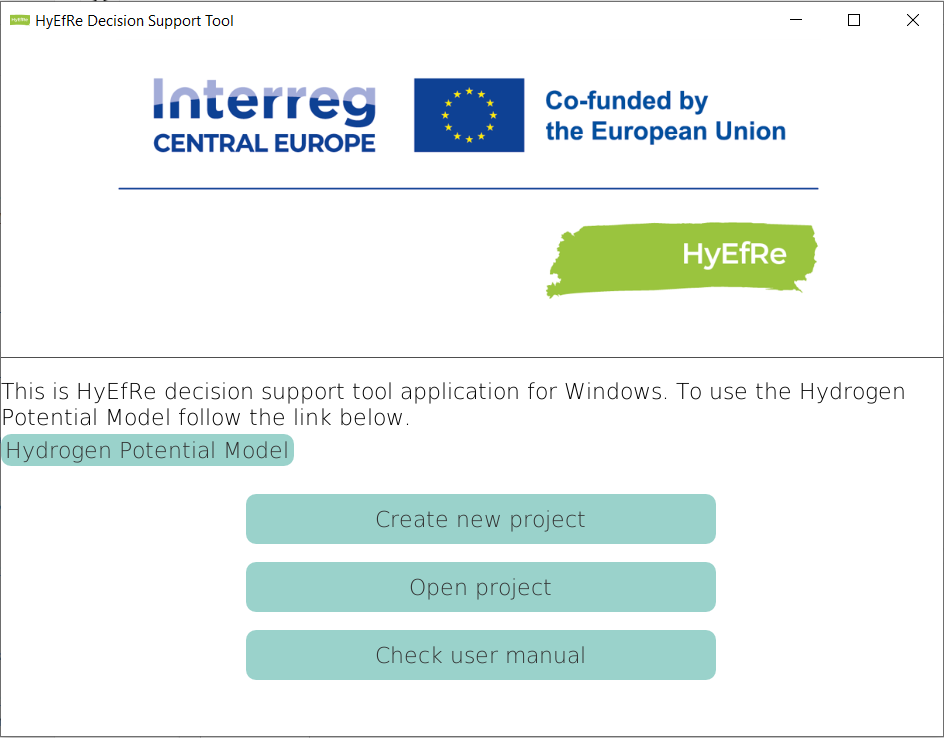 HyEfRe
HyEfRe Decision Support Tool
Interreg
CENTRAL EUROPE
Co-funded by
the European Union
HyEfRe
This is HyEfRe decision support tool application for Windows. To use the Hydrogen
Potential Model follow the link below.
Hydrogen Potential Model
Create new project
Open project
Check user manual